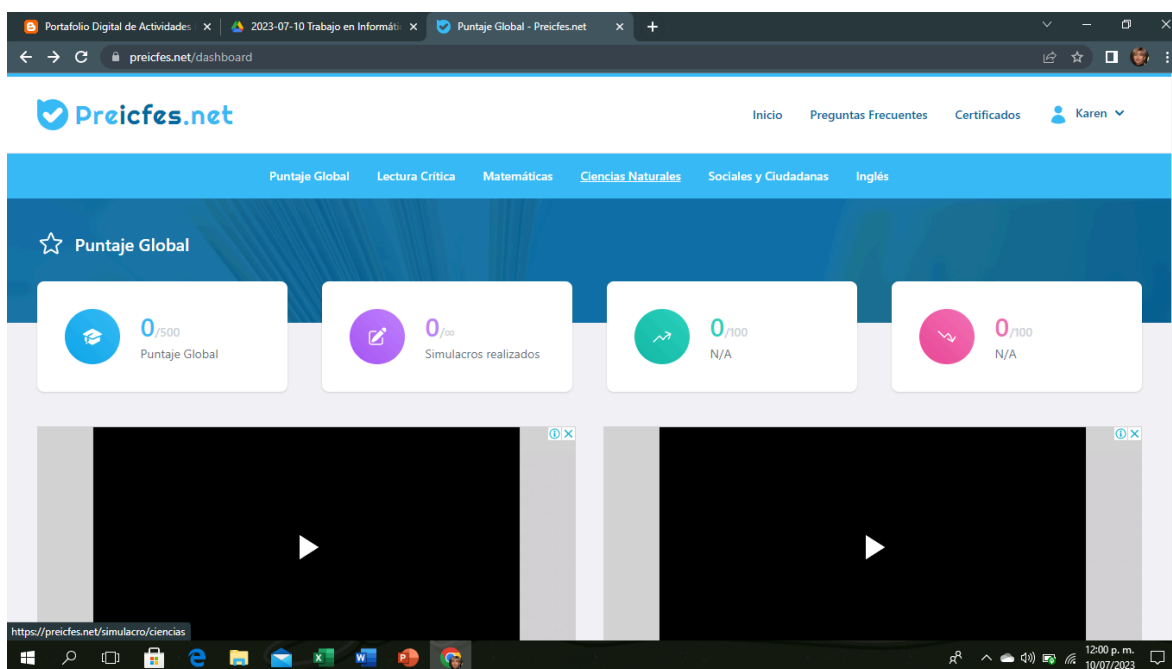 Portafolio Digital de Actividades
2023-07-10 Trabajo en Informátic
Puntaje Global - Preicfes.net
preicfes.net/dashboard
Preicfes.net
Inicio Preguntas Frecuentes Certificados Karen
Puntaje Global Lectura Crítica Matemáticas Ciencias Naturales Sociales y Ciudadanas Inglés
Puntaje Global
0/500
Puntaje Global
0/∞
Simulacros realizados
0/100
N/A
0/100
N/A
https://preicfes.net/simulacro/ciencias
12:00 p. m.
10/07/2023